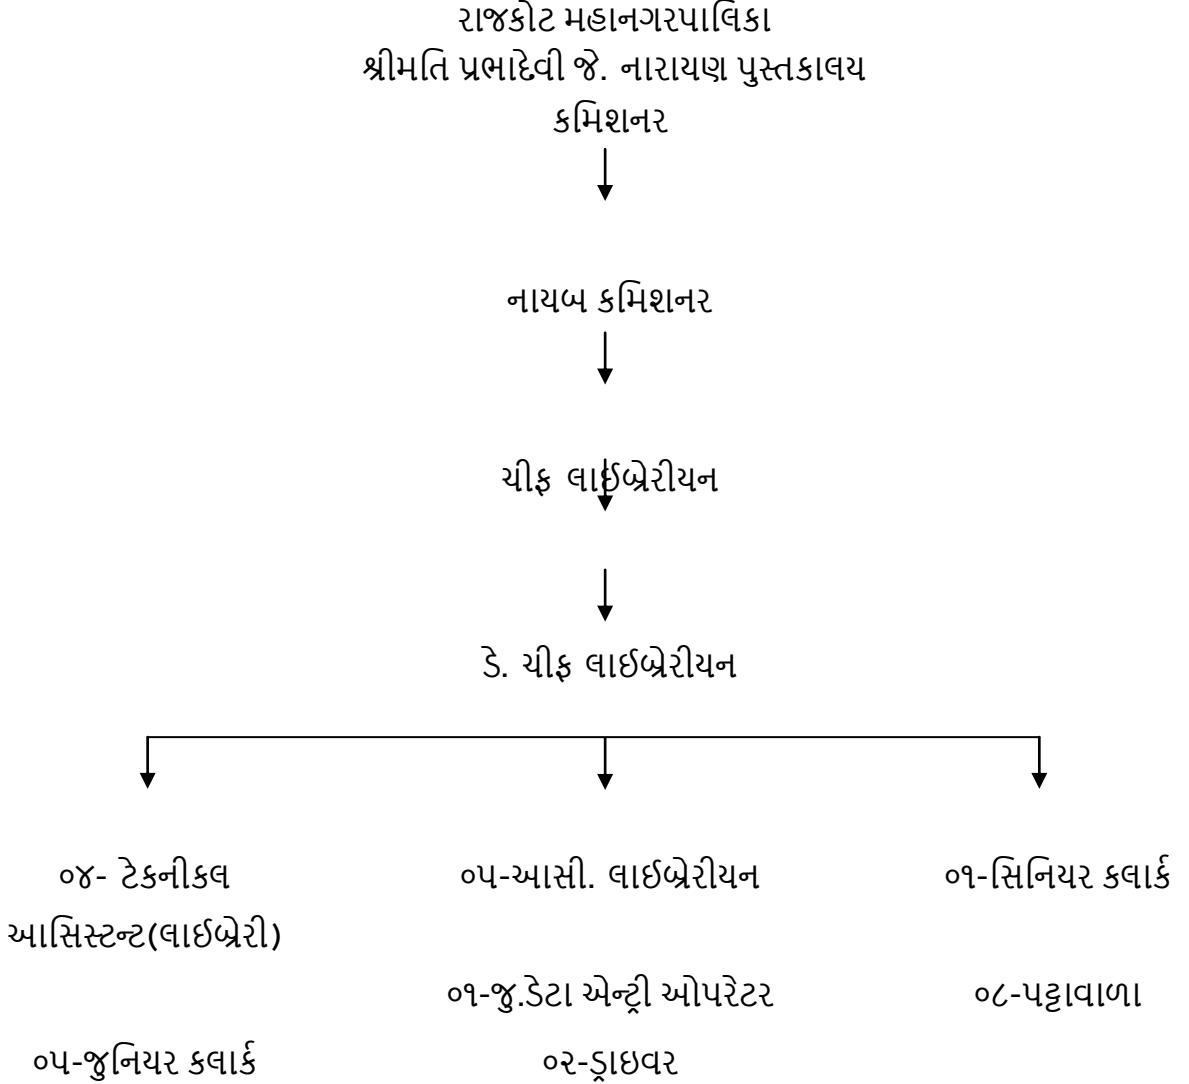 રાજકોટ મહાનગરપાલિકા
શ્રીમતિ પ્રભાદેવી જે. નારાયણ પુસ્તકાલય
કમિશનર
નાયબ કમિશનર
ચીફ લાઈબ્રેરીયન
ડે. ચીફ લાઈબ્રેરીયન
૦૪- ટેકનીકલ
આસિસ્ટન્ટ(લાઈબ્રેરી)
૦૫-જુનિયર કલાર્ક
૦૫-આસી. લાઈબ્રેરીયન
૦૧-જુ.ડેટા એન્ટ્રી ઓપરેટર
૦૨-ડ્રાઇવર
૦૧-સિનિયર કલાર્ક
૦૮-પટ્ટાવાળા